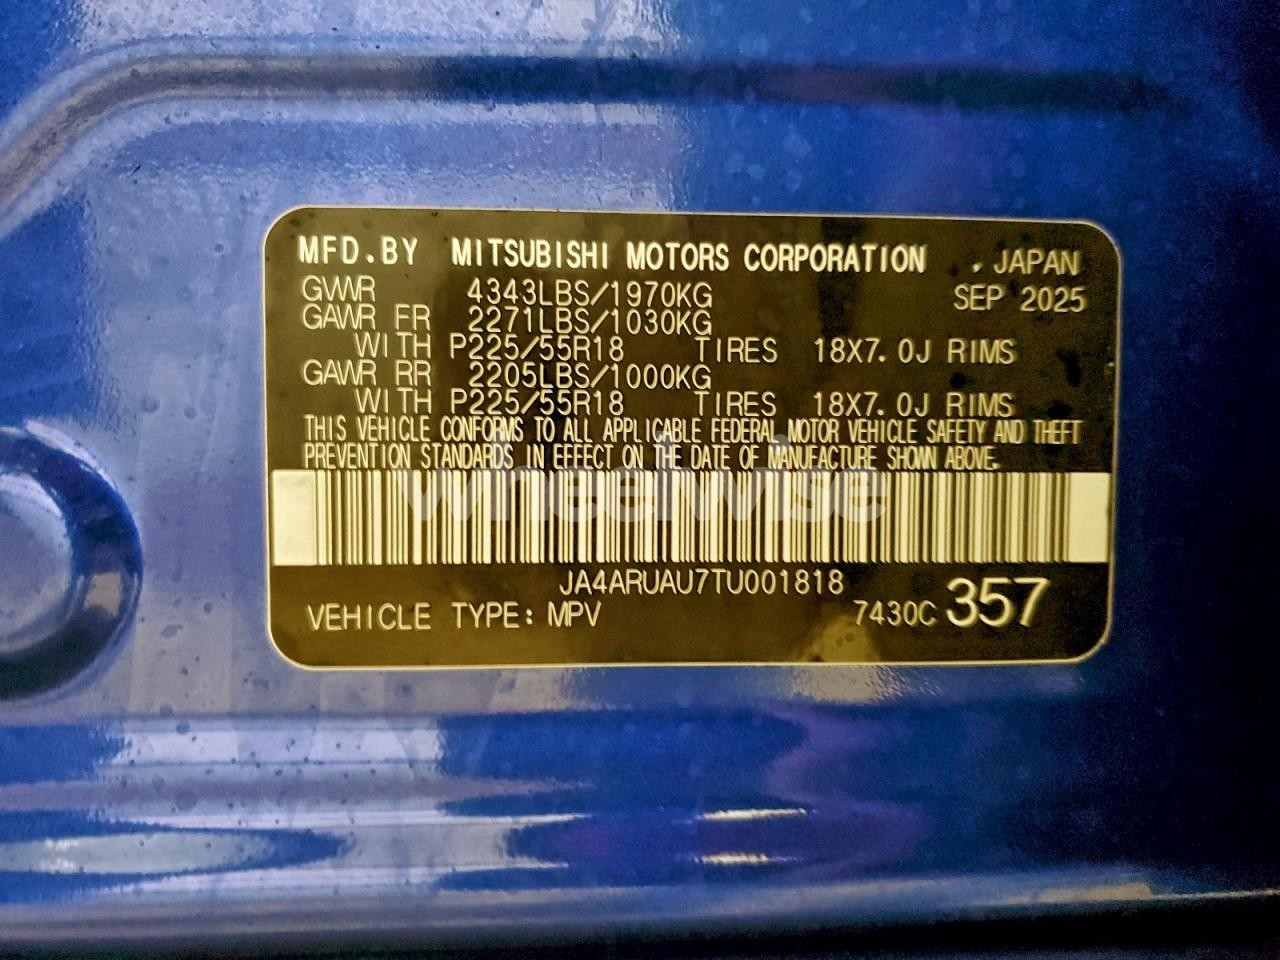 MFD.BY MITSUBISHI MOTORS CORPORATION , JAPAN
GVWR 4343LBS/1970KG SEP 2025
GAWR FR 2271LBS/1030KG
WITH P225/55R18 TIRES 18X7.0J RIMS
GAWR RR 2205LBS/1000KG
WITH P225/55R18 TIRES 18X7.0J RIMS
THIS VEHICLE CONFORMS TO ALL APPLICABLE FEDERAL MOTOR VEHICLE SAFETY AND THEFT
PREVENTION STANDARDS IN EFFECT ON THE DATE OF MANUFACTURE SHOWN ABOVE.
wheelwise
JA4ARUAU7TU001818
VEHICLE TYPE: MPV 7430C 357